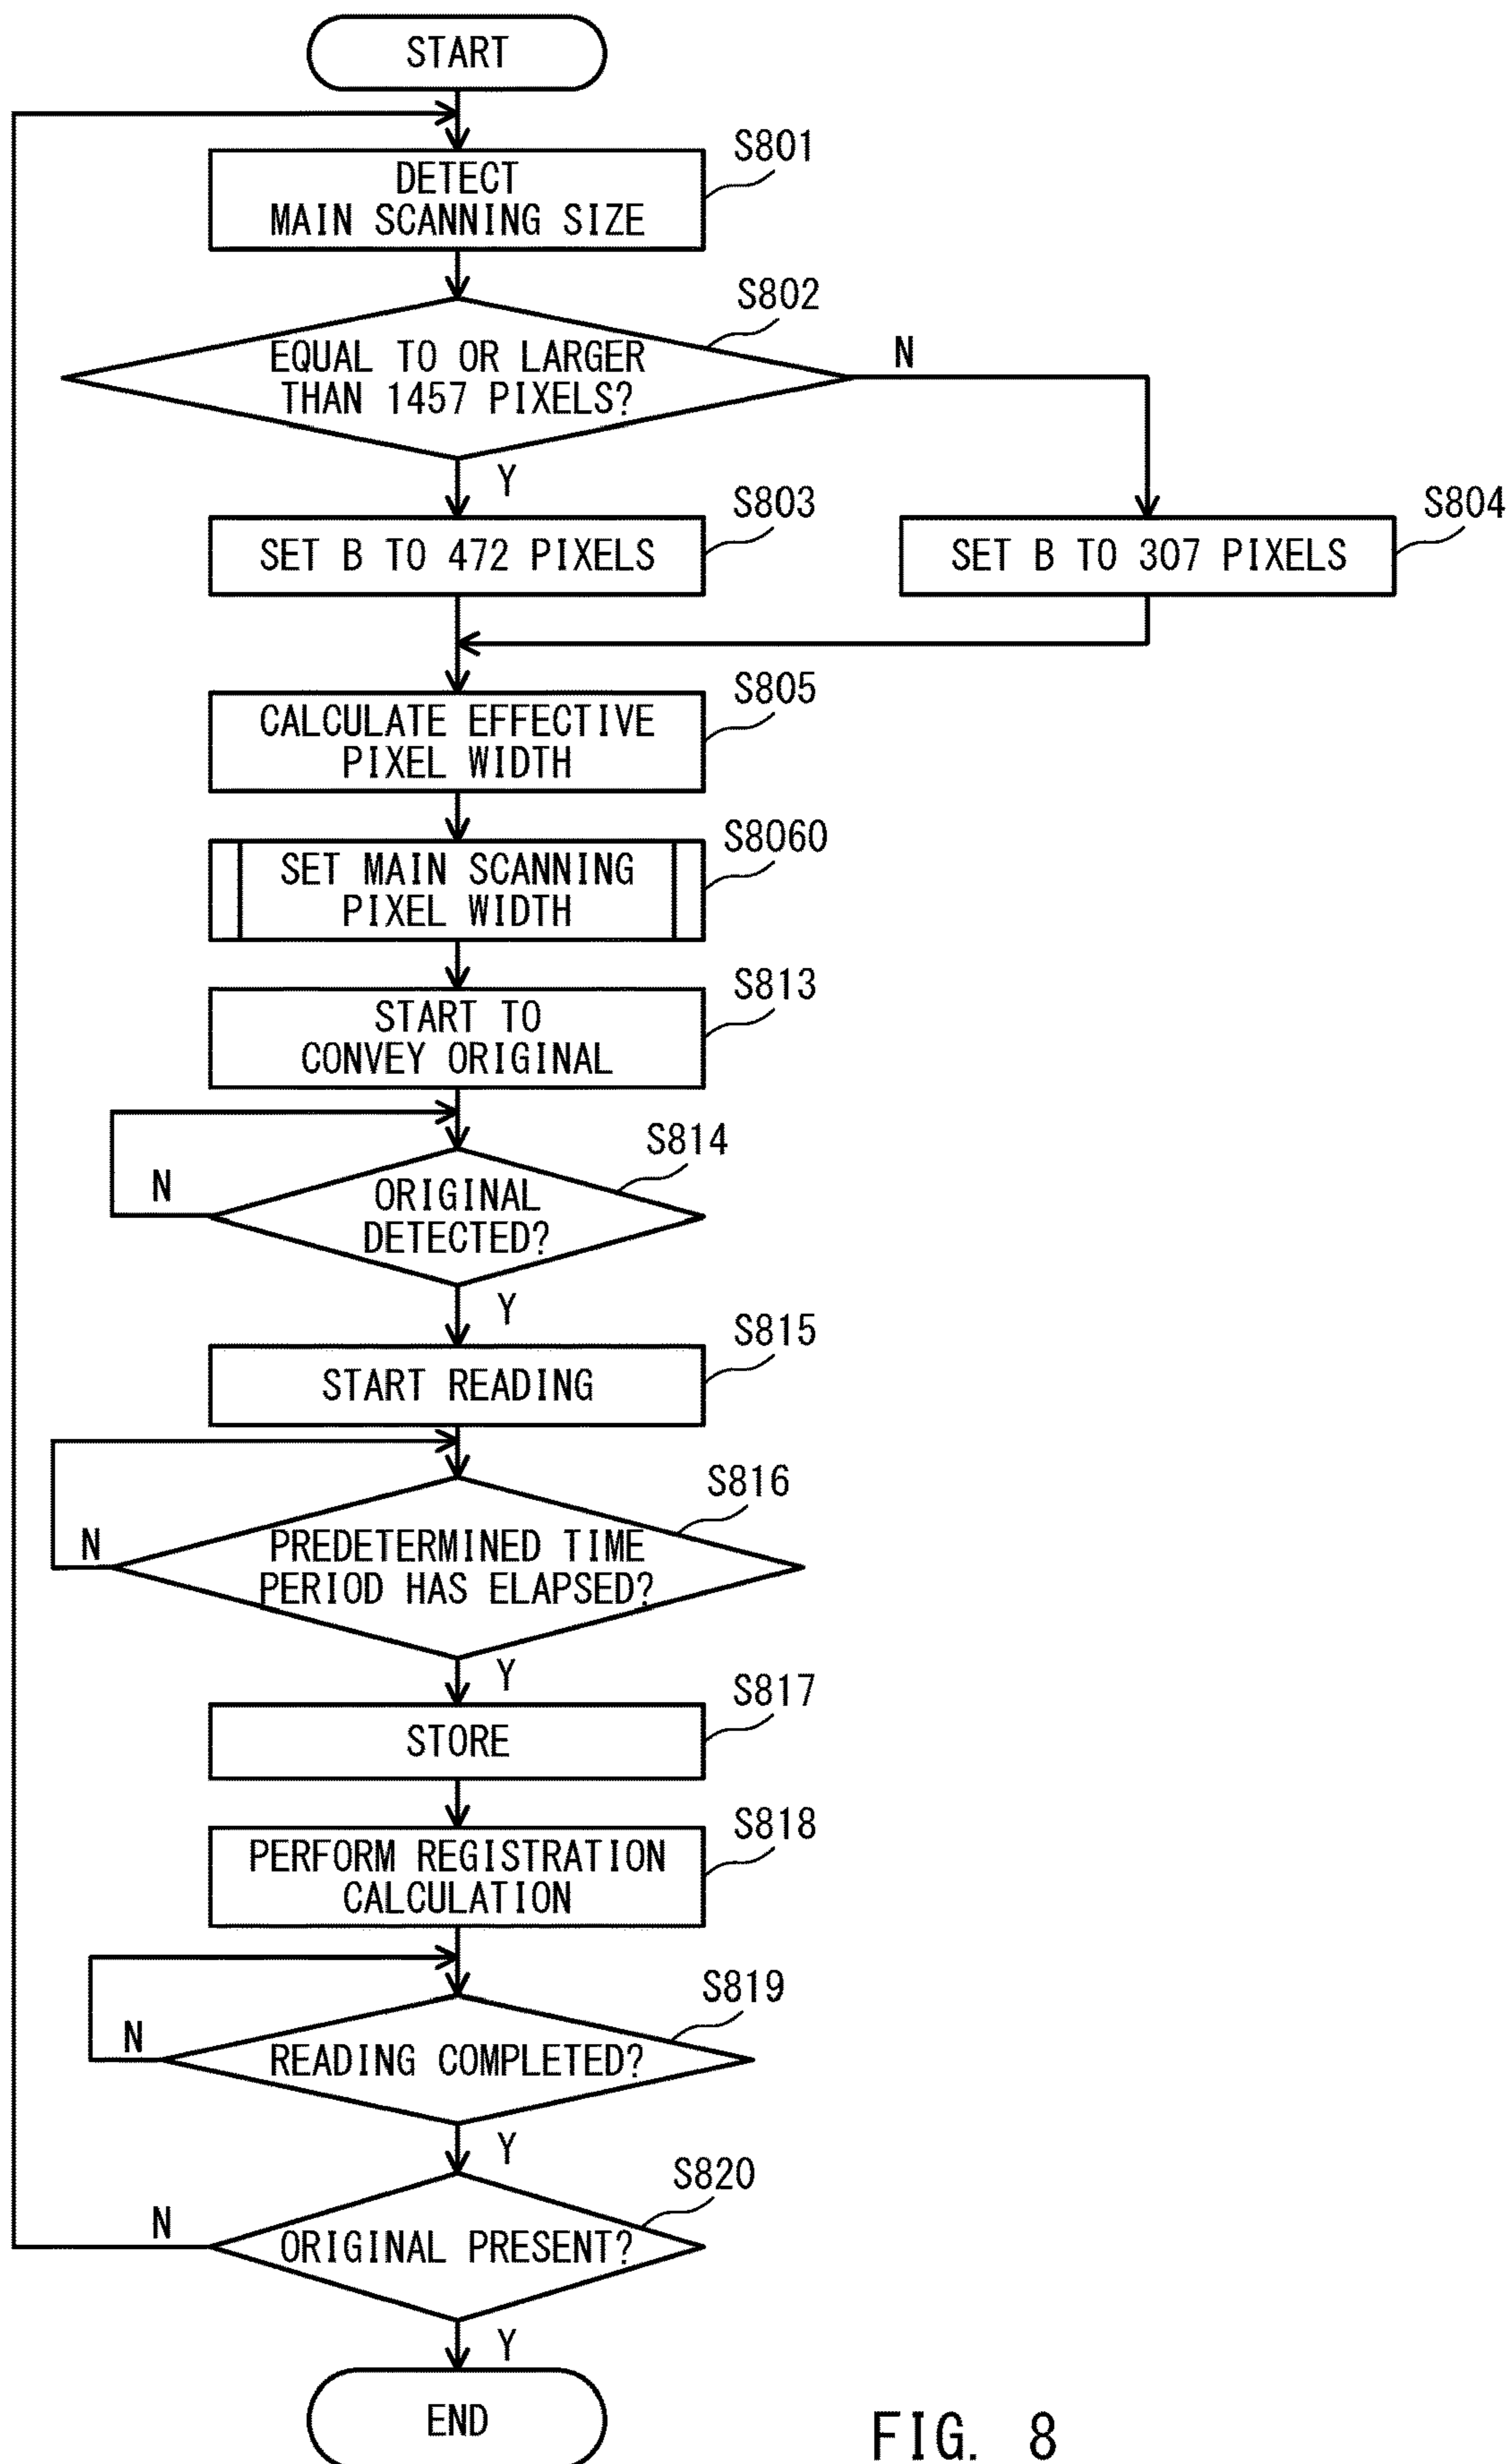 START
S801
DETECT
MAIN SCANNING SIZE
S802
EQUAL TO OR LARGER
THAN 1457 PIXELS?
N
Y
S803
SET B TO 472 PIXELS
S804
SET B TO 307 PIXELS
S805
CALCULATE EFFECTIVE
PIXEL WIDTH
S8060
SET MAIN SCANNING
PIXEL WIDTH
S813
START TO
CONVEY ORIGINAL
S814
N
ORIGINAL
DETECTED?
Y
S815
START READING
S816
N
PREDETERMINED TIME
PERIOD HAS ELAPSED?
Y
S817
STORE
S818
PERFORM REGISTRATION
CALCULATION
S819
N
READING COMPLETED?
Y
S820
N
ORIGINAL PRESENT?
Y
END
FIG. 8